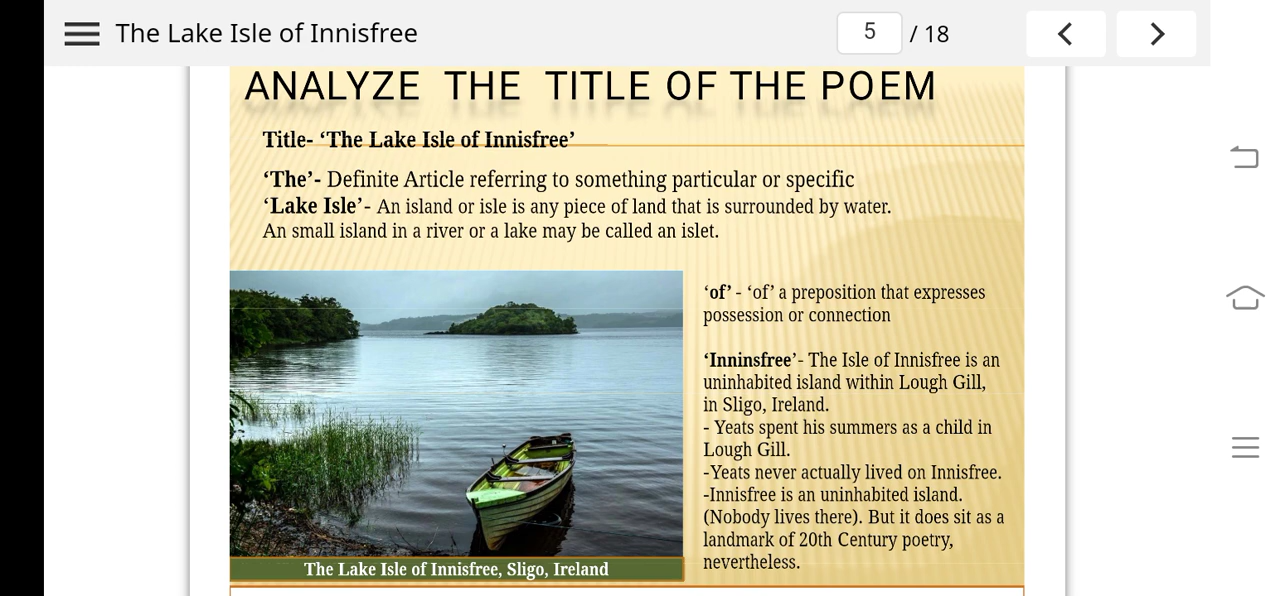 The Lake Isle of Innisfree
5 / 18
ANALYZE THE TITLE OF THE POEM
Title- ‘The Lake Isle of Innisfree’
‘The’- Definite Article referring to something particular or specific
‘Lake Isle’- An island or isle is any piece of land that is surrounded by water.
An small island in a river or a lake may be called an islet.
‘of’ - ‘of’ a preposition that expresses
possession or connection
‘Inninsfree’- The Isle of Innisfree is an
uninhabited island within Lough Gill,
in Sligo, Ireland.
- Yeats spent his summers as a child in
Lough Gill.
-Yeats never actually lived on Innisfree.
-Innisfree is an uninhabited island.
(Nobody lives there). But it does sit as a
landmark of 20th Century poetry,
nevertheless.
The Lake Isle of Innisfree, Sligo, Ireland